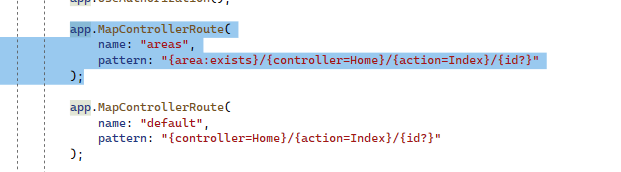 app.UseAuthorization();
app.MapControllerRoute(
name: "areas",
pattern: "{area:exists}/{controller=Home}/{action=Index}/{id?}"
);
app.MapControllerRoute(
name: "default",
pattern: "{controller=Home}/{action=Index}/{id?}"
);